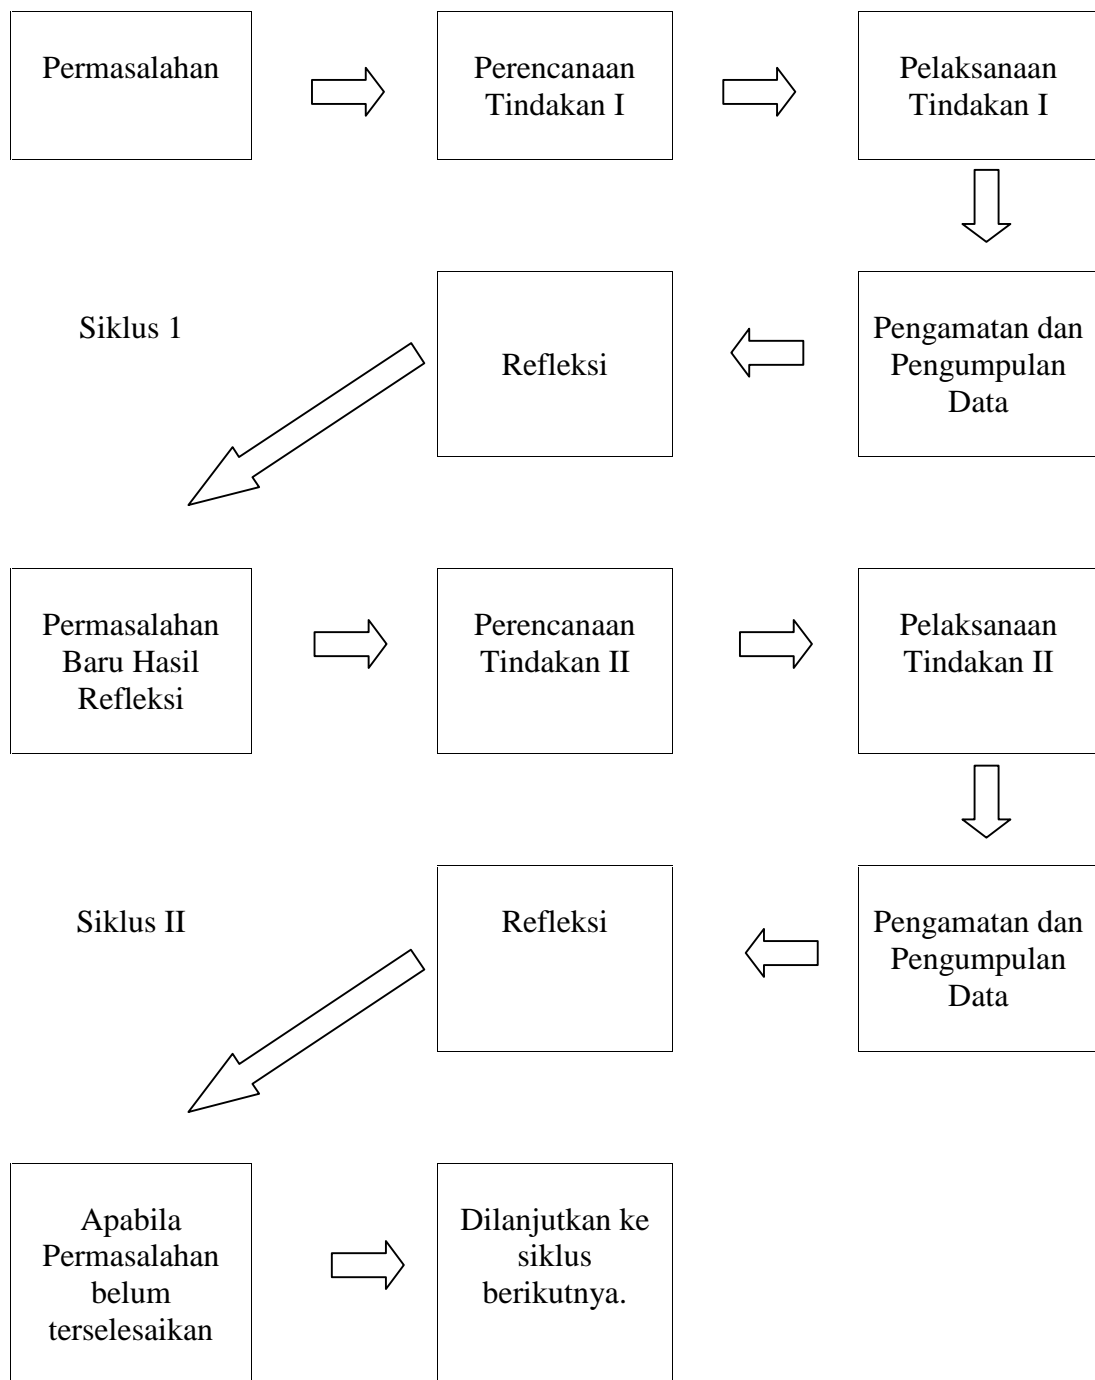 Permasalahan
Perencanaan
Tindakan I
Pelaksanaan
Tindakan I
Siklus 1
Refleksi
Pengamatan dan
Pengumpulan
Data
Permasalahan
Baru Hasil
Refleksi
Perencanaan
Tindakan II
Pelaksanaan
Tindakan II
Siklus II
Refleksi
Pengamatan dan
Pengumpulan
Data
Apabila
Permasalahan
belum
terselesaikan
Dilanjutkan ke
siklus
berikutnya.